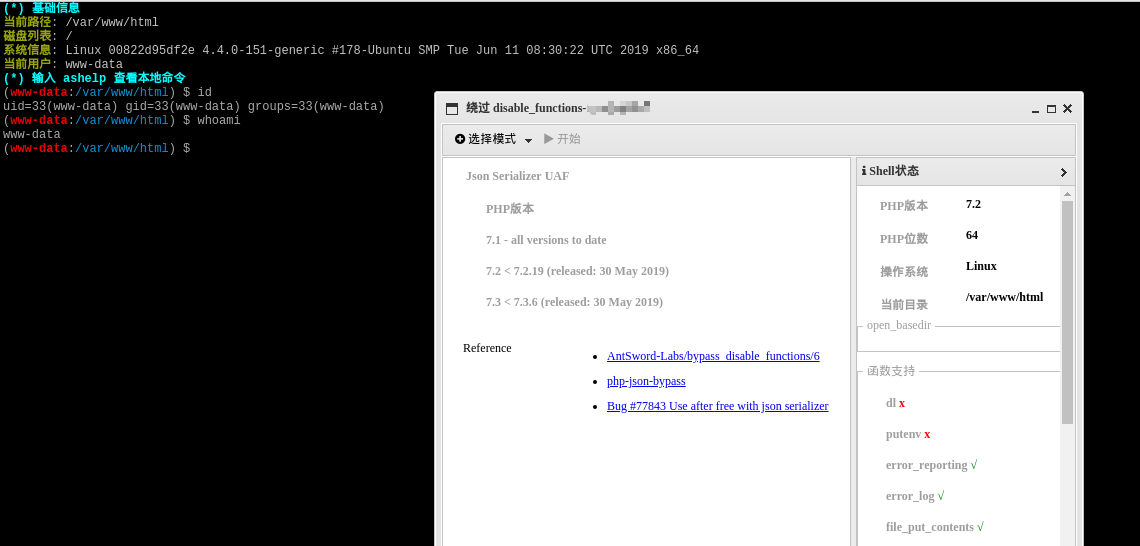 (*) 基础信息
当前路径: /var/www/html
磁盘列表: /
系统信息: Linux 00822d95df2e 4.4.0-151-generic #178-Ubuntu SMP Tue Jun 11 08:30:22 UTC 2019 x86_64
当前用户: www-data
(*) 输入 ashelp 查看本地命令
(www-data:/var/www/html) $ id
uid=33(www-data) gid=33(www-data) groups=33(www-data)
(www-data:/var/www/html) $ whoami
www-data
(www-data:/var/www/html) $
绕过 disable_functions-
选择模式 开始
Json Serializer UAF
PHP版本
7.1 - all versions to date
7.2 < 7.2.19 (released: 30 May 2019)
7.3 < 7.3.6 (released: 30 May 2019)
Reference
AntSword-Labs/bypass_disable_functions/6
php-json-bypass
Bug #77843 Use after free with json serializer
Shell状态
PHP版本 7.2
PHP位数 64
操作系统 Linux
当前目录 /var/www/html
open_basedir
函数支持
dl x
putenv x
error_reporting √
error_log √
file_put_contents √